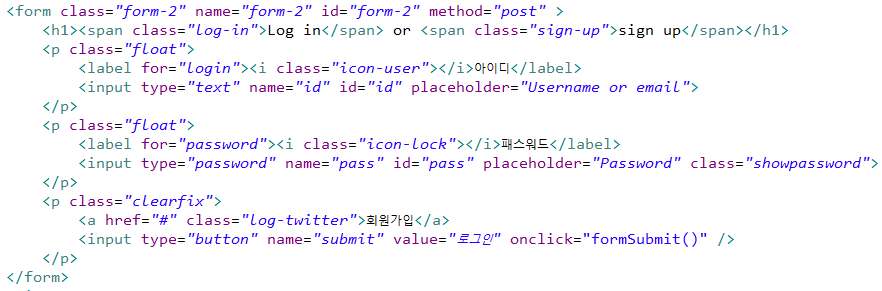 <form class="form-2" name="form-2" id="form-2" method="post" >
<h1><span class="log-in">Log in</span> or <span class="sign-up">sign up</span></h1>
<p class="float">
<label for="login"><i class="icon-user"></i>아이디</label>
<input type="text" name="id" id="id" placeholder="Username or email">
</p>
<p class="float">
<label for="password"><i class="icon-lock"></i>패스워드</label>
<input type="password" name="pass" id="pass" placeholder="Password" class="showpassword">
</p>
<p class="clearfix">
<a href="#" class="log-twitter">회원가입</a>
<input type="button" name="submit" value="로그인" onclick="formSubmit()" />
</p>
</form>